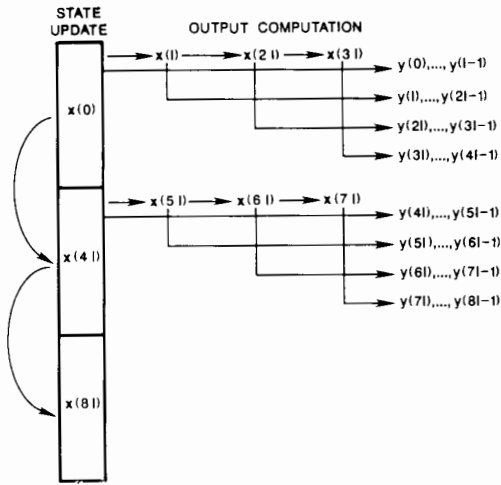 STATE UPDATE
OUTPUT COMPUTATION
x(l) x(2l) x(3l)
x(0)
y(0),..., y(l-1)
y(l),..., y(2l-1)
y(2l),..., y(3l-1)
y(3l),..., y(4l-1)
x(5l) x(6l) x(7l)
x(4l)
y(4l),..., y(5l-1)
y(5l),..., y(6l-1)
y(6l),..., y(7l-1)
y(7l),..., y(8l-1)
x(8l)